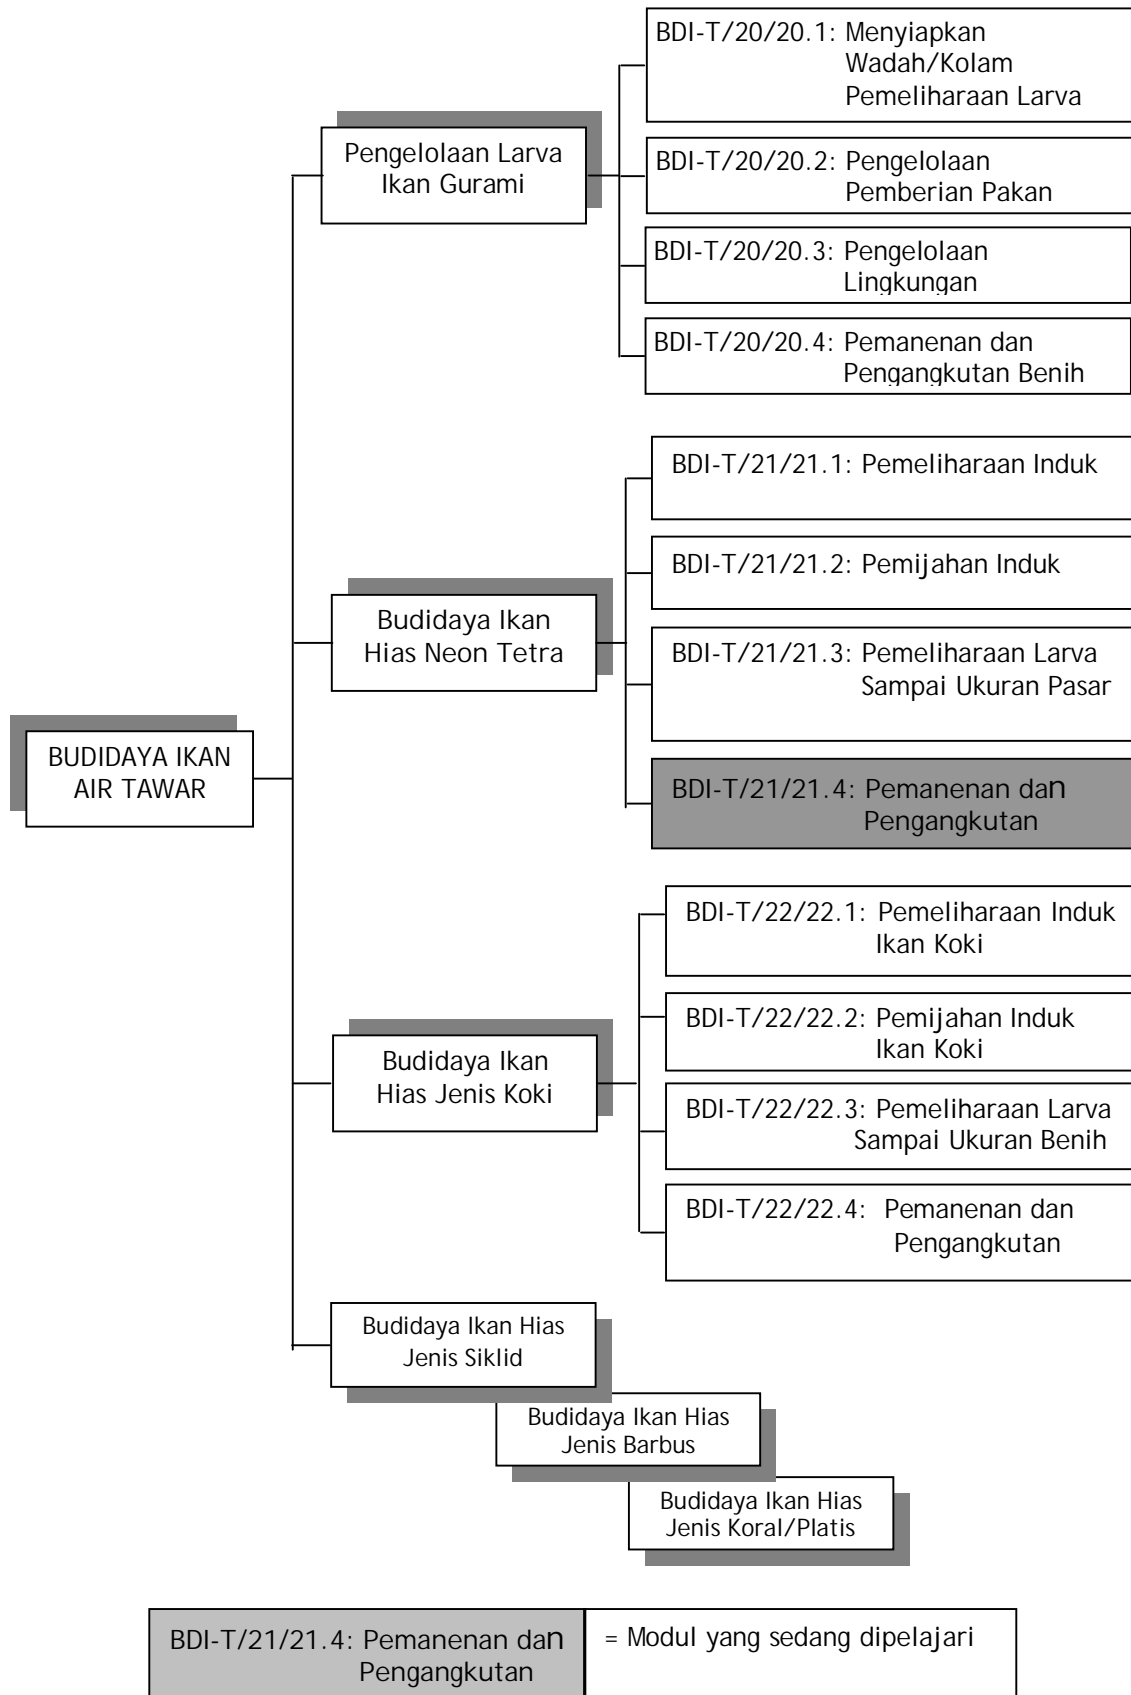 BDI-T/20/20.1: Menyiapkan
Wadah/Kolam
Pemeliharaan Larva
Pengelolaan Larva
Ikan Gurami
BDI-T/20/20.2: Pengelolaan
Pemberian Pakan
BDI-T/20/20.3: Pengelolaan
Lingkungan
BDI-T/20/20.4: Pemanenan dan
Pengangkutan Benih
BDI-T/21/21.1: Pemeliharaan Induk
BDI-T/21/21.2: Pemijahan Induk
Budidaya Ikan
Hias Neon Tetra
BDI-T/21/21.3: Pemeliharaan Larva
Sampai Ukuran Pasar
BUDIDAYA IKAN
AIR TAWAR
BDI-T/21/21.4: Pemanenan dan
Pengangkutan
BDI-T/22/22.1: Pemeliharaan Induk
Ikan Koki
BDI-T/22/22.2: Pemijahan Induk
Ikan Koki
Budidaya Ikan
Hias Jenis Koki
BDI-T/22/22.3: Pemeliharaan Larva
Sampai Ukuran Benih
BDI-T/22/22.4: Pemanenan dan
Pengangkutan
Budidaya Ikan Hias
Jenis Siklid
Budidaya Ikan Hias
Jenis Barbus
Budidaya Ikan Hias
Jenis Koral/Platis
BDI-T/21/21.4: Pemanenan dan
Pengangkutan
= Modul yang sedang dipelajari